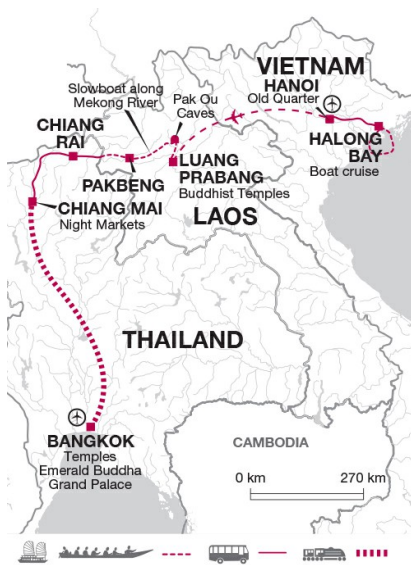 VIETNAM
HANOI
Old Quarter
Slowboat along
Mekong River
Pak Ou
Caves
CHIANG
RAI
HALONG
BAY
Boat cruise
LUANG
PRABANG
Buddhist Temples
PAKBENG
LAOS
CHIANG MAI
Night Markets
THAILAND
BANGKOK
Temples
Emerald Buddha
Grand Palace
CAMBODIA
0 km
270 km